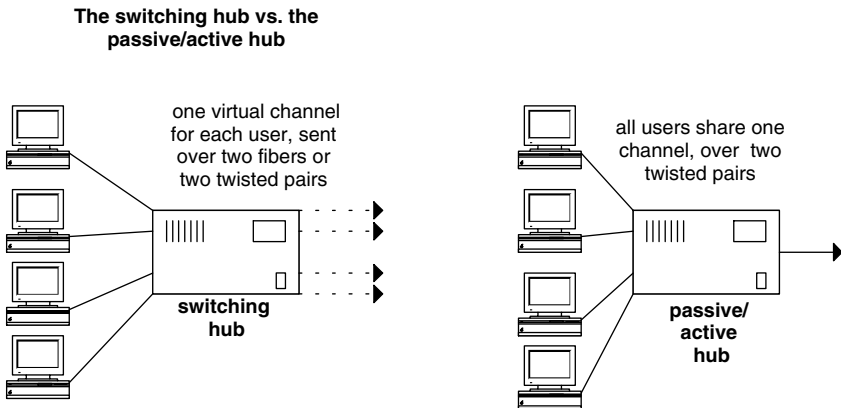 The switching hub vs. the
passive/active hub
one virtual channel
for each user, sent
over two fibers or
two twisted pairs
switching
hub
all users share one
channel, over two
twisted pairs
passive/
active
hub